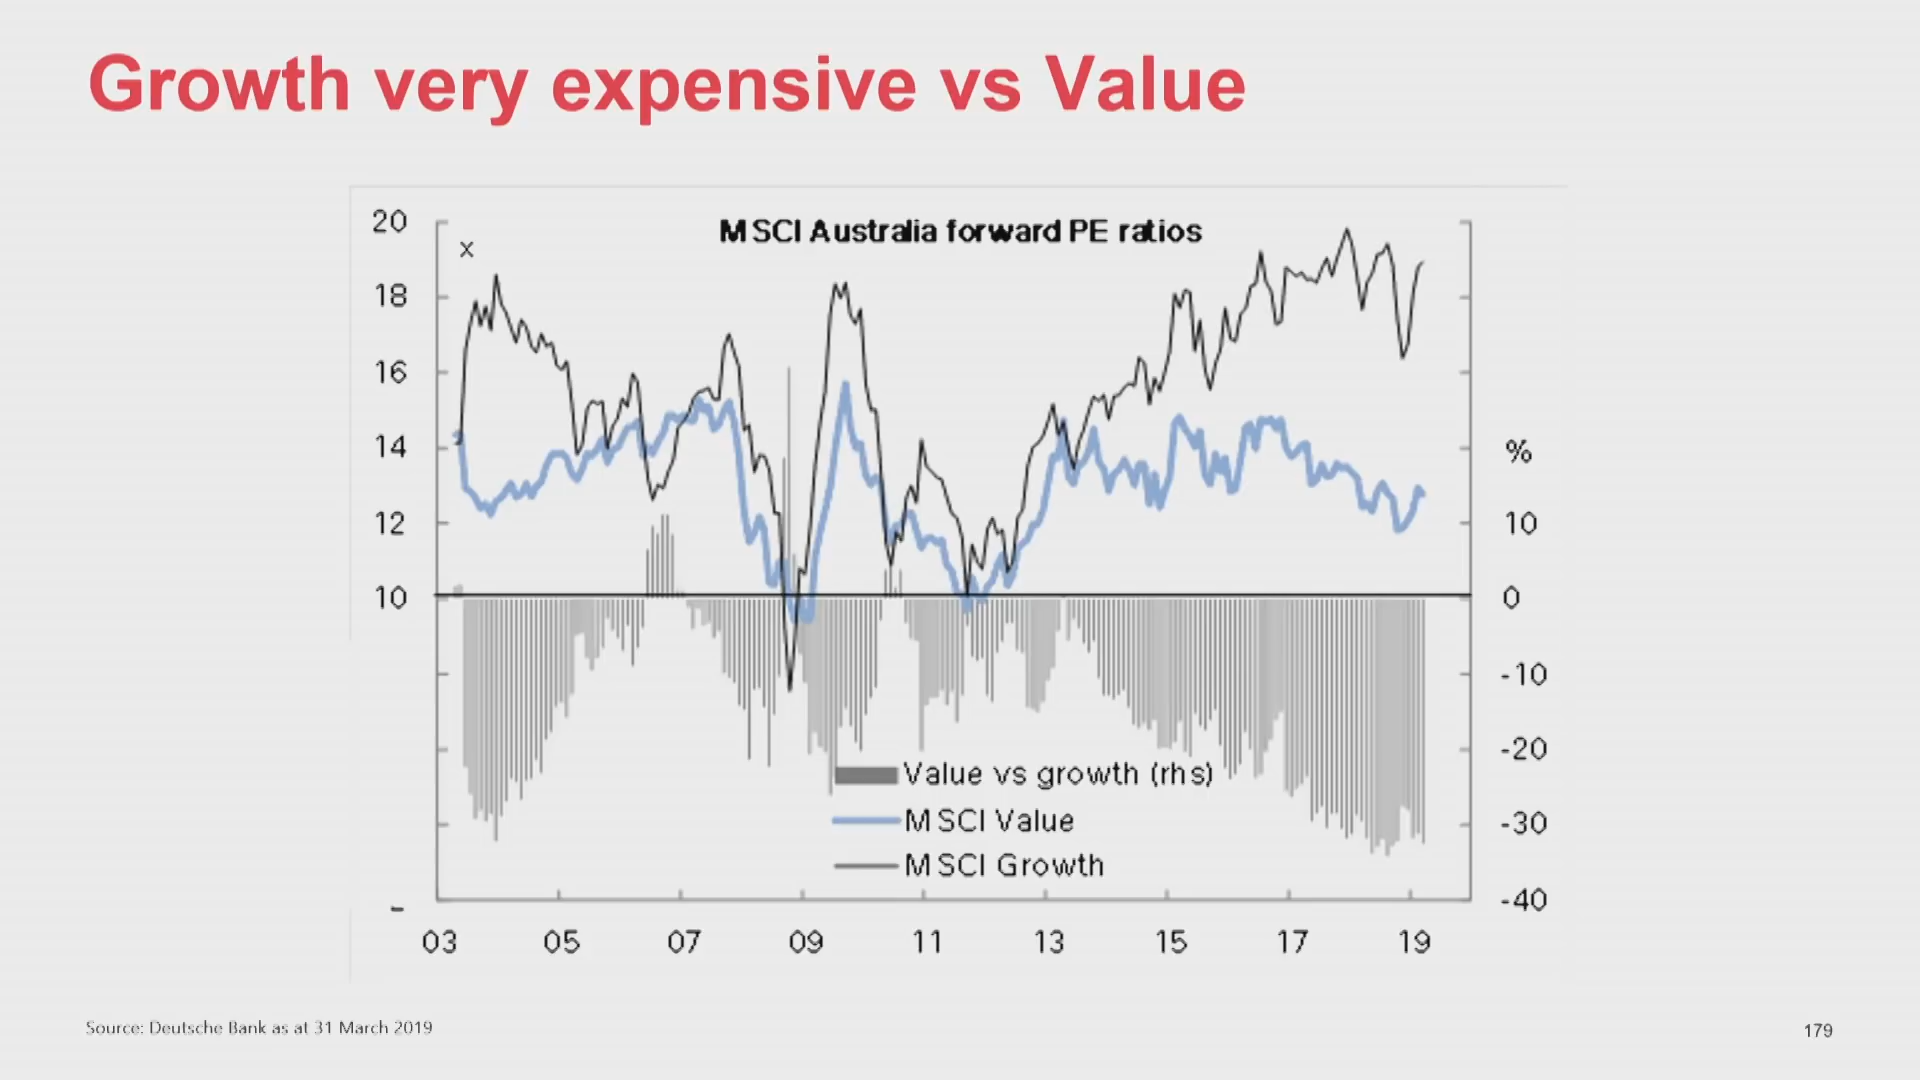 Growth very expensive vs Value
MSCI Australia forward PE ratios
x
20
18
16
14
12
10
-
%
10
0
-10
-20
-30
-40
Value vs growth (rhs)
MSCI Value
MSCI Growth
03 05 07 09 11 13 15 17 19
Source: Deutsche Bank as at 31 March 2019
179